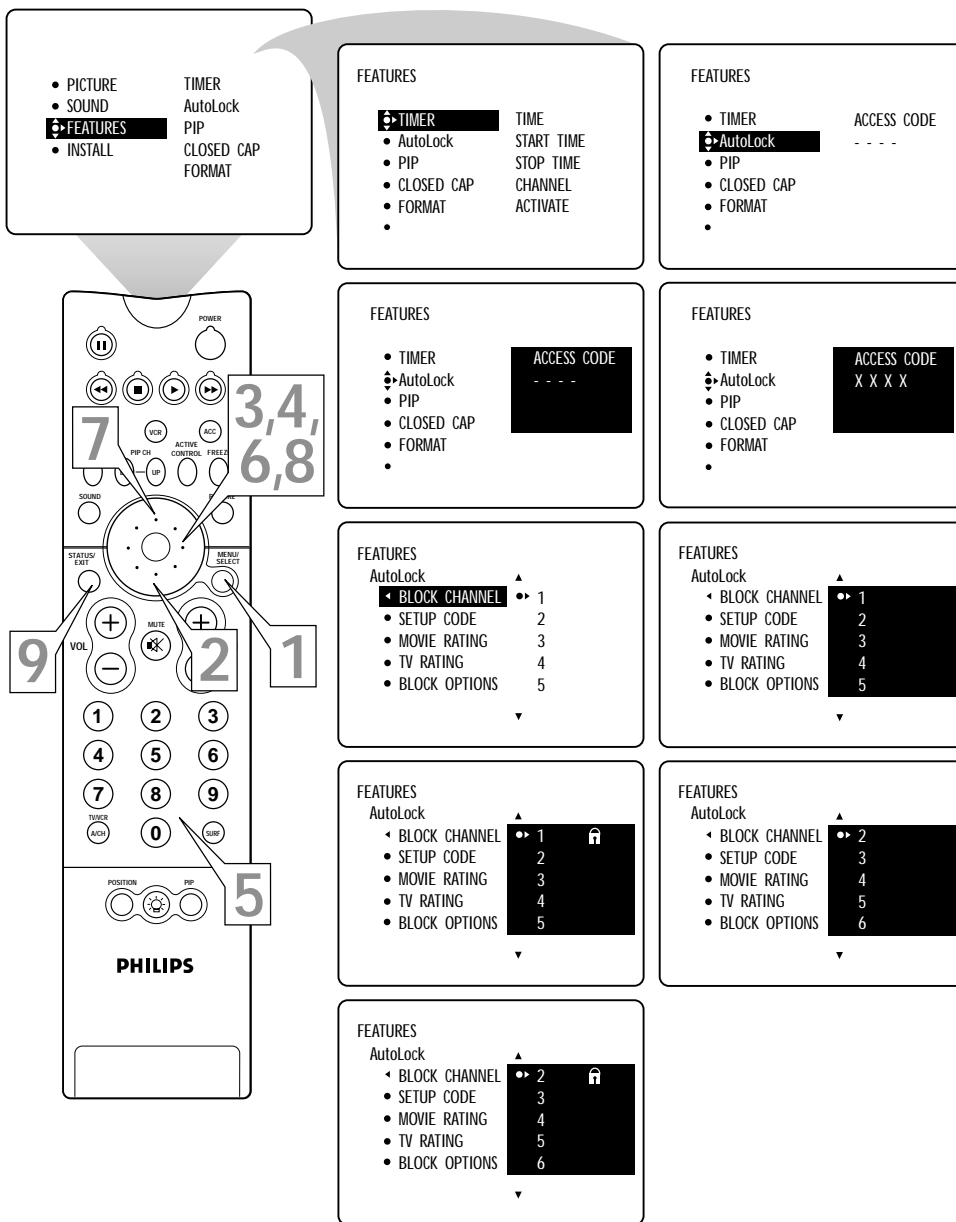 PICTURE TIMER
SOUND AutoLock
FEATURES PIP
INSTALL CLOSED CAP
FORMAT
FEATURES
TIMER TIME
AutoLock START TIME
PIP STOP TIME
CLOSED CAP CHANNEL
FORMAT ACTIVATE
FEATURES
TIMER ACCESS CODE
AutoLock - - - -
PIP
CLOSED CAP
FORMAT
FEATURES
TIMER ACCESS CODE
AutoLock - - - -
PIP
CLOSED CAP
FORMAT
FEATURES
TIMER ACCESS CODE
AutoLock X X X X
PIP
CLOSED CAP
FORMAT
FEATURES
AutoLock
BLOCK CHANNEL 1
SETUP CODE 2
MOVIE RATING 3
TV RATING 4
BLOCK OPTIONS 5
FEATURES
AutoLock
BLOCK CHANNEL 1
SETUP CODE 2
MOVIE RATING 3
TV RATING 4
BLOCK OPTIONS 5
FEATURES
AutoLock
BLOCK CHANNEL 1
SETUP CODE 2
MOVIE RATING 3
TV RATING 4
BLOCK OPTIONS 5
FEATURES
AutoLock
BLOCK CHANNEL 2
SETUP CODE 3
MOVIE RATING 4
TV RATING 5
BLOCK OPTIONS 6
FEATURES
AutoLock
BLOCK CHANNEL 2
SETUP CODE 3
MOVIE RATING 4
TV RATING 5
BLOCK OPTIONS 6
POWER
VCR ACC
PIP CH ACTIVE CONTROL FREEZ
UP
SOUND
STATUS/
EXIT
MENU/
SELECT
VOL MUTE
1 2 3
4 5 6
7 8 9
TV/VCR
A/CH 0 SURF
POSITION PIP
PHILIPS
7
3,4,
6,8
9
2
1
5